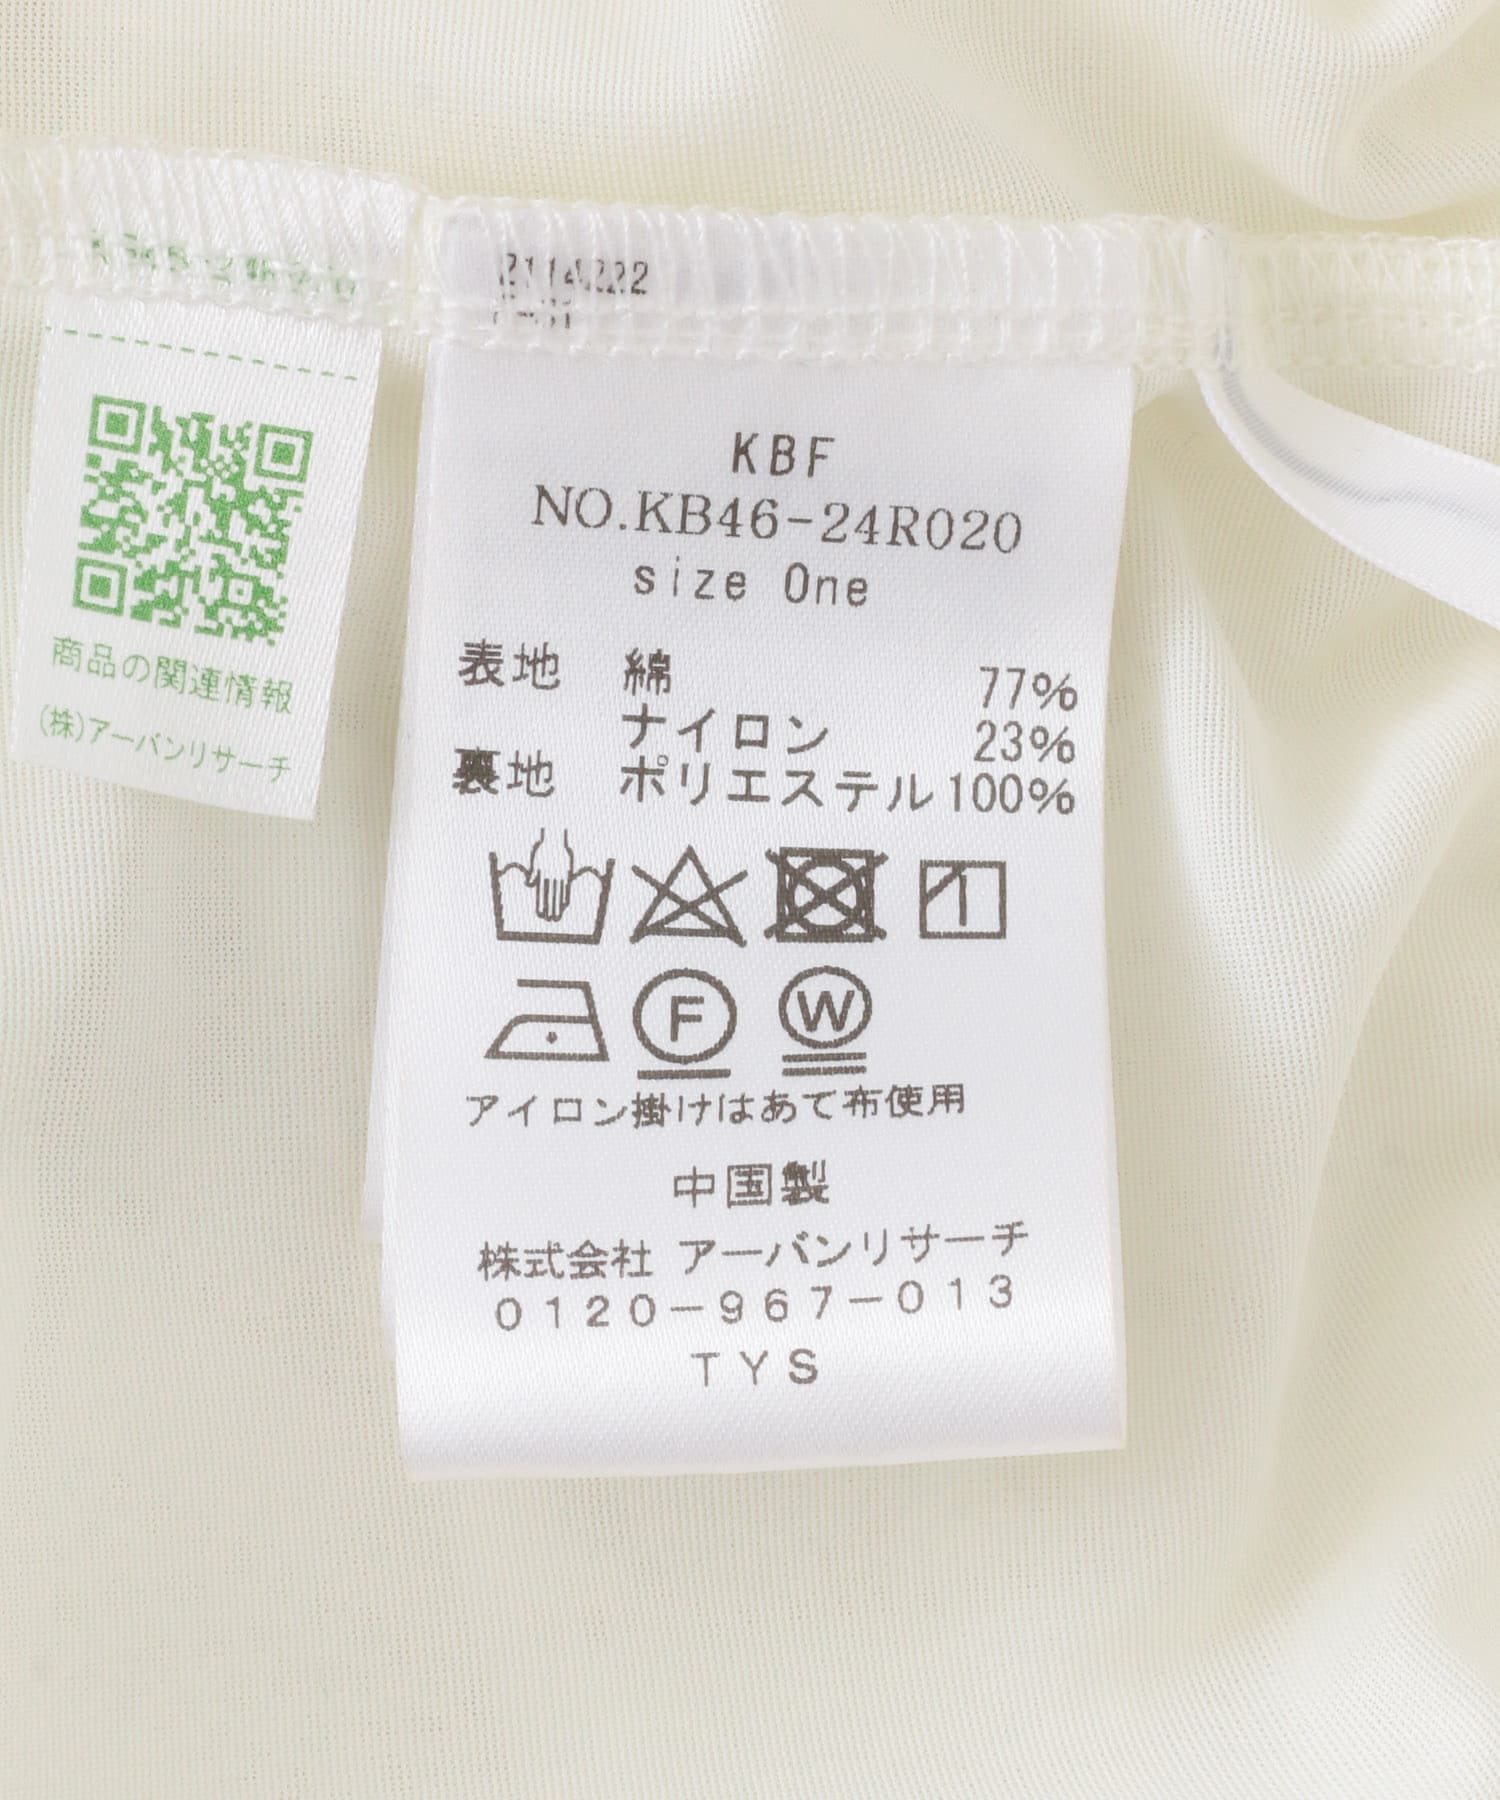 商品の関連情報
(株)アーバンリサーチ
KBF
NO.KB46-24R020
size One
表地 綿 77%
ナイロン 23%
裏地 ポリエステル 100%
F W
アイロン掛けはあて布使用
中国製
株式会社 アーバンリサーチ
0120-967-013
TYS